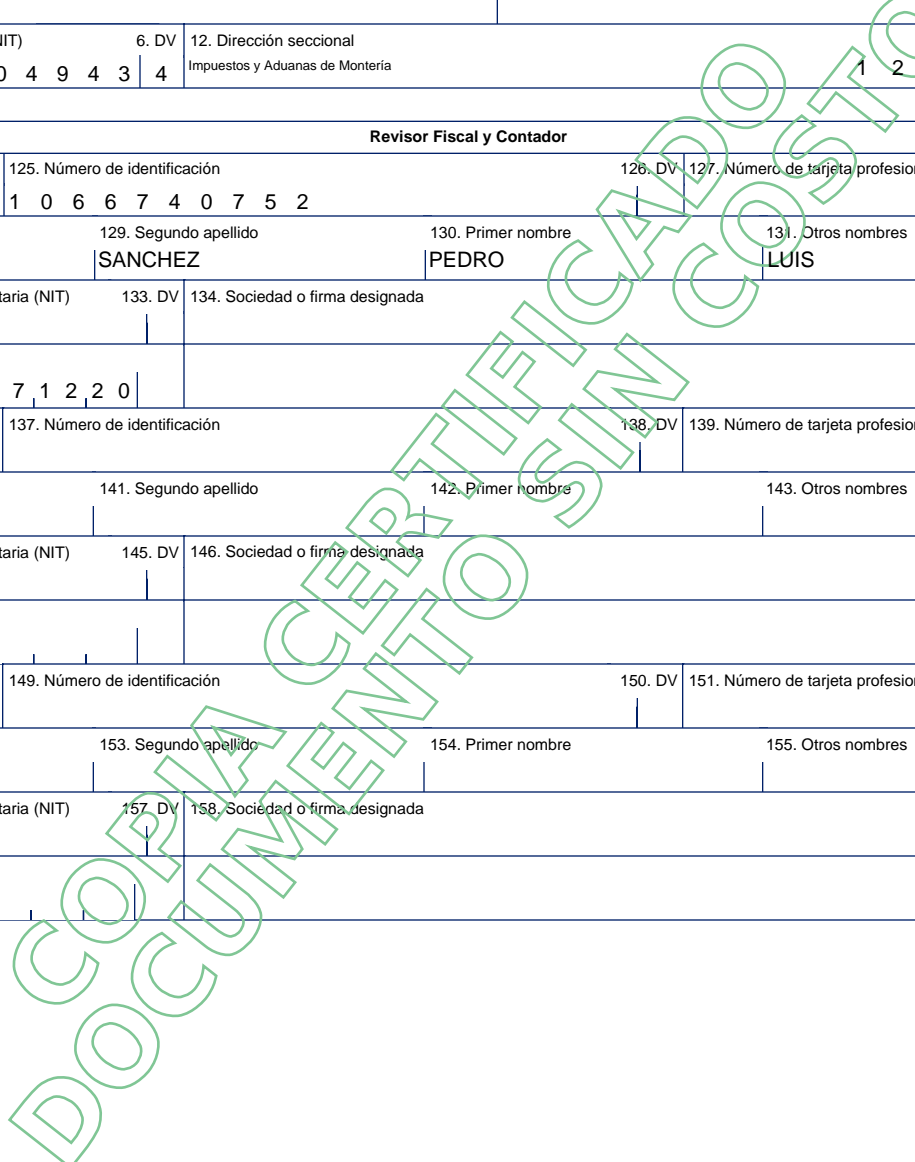 NIT) 6. DV 12. Dirección seccional
0 4 9 4 3 4 Impuestos y Aduanas de Montería 1 2
Revisor Fiscal y Contador
125. Número de identificación 126. DV 127. Número de tarjeta profesion
1 0 6 6 7 4 0 7 5 2
129. Segundo apellido 130. Primer nombre 131. Otros nombres
SANCHEZ PEDRO LUIS
taria (NIT) 133. DV 134. Sociedad o firma designada
7 1 2 2 0
137. Número de identificación 138. DV 139. Número de tarjeta profesion
141. Segundo apellido 142. Primer nombre 143. Otros nombres
taria (NIT) 145. DV 146. Sociedad o firma designada
149. Número de identificación 150. DV 151. Número de tarjeta profesion
153. Segundo apellido 154. Primer nombre 155. Otros nombres
taria (NIT) 157. DV 158. Sociedad o firma designada
COPIA CERTIFICADO
DOCUMENTO SIN COSTO